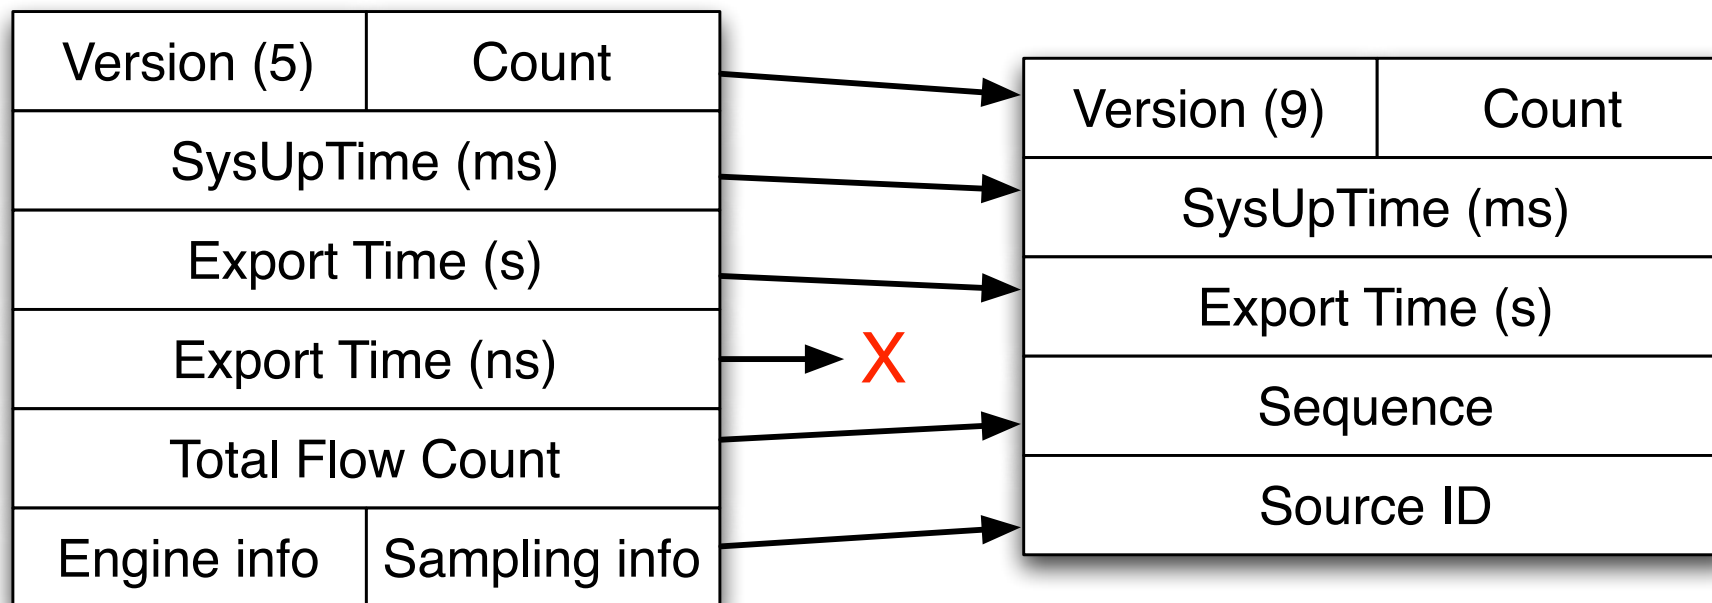 Version (5) Count
SysUpTime (ms)
Export Time (s)
Export Time (ns)
Total Flow Count
Engine info Sampling info
X
Version (9) Count
SysUpTime (ms)
Export Time (s)
Sequence
Source ID